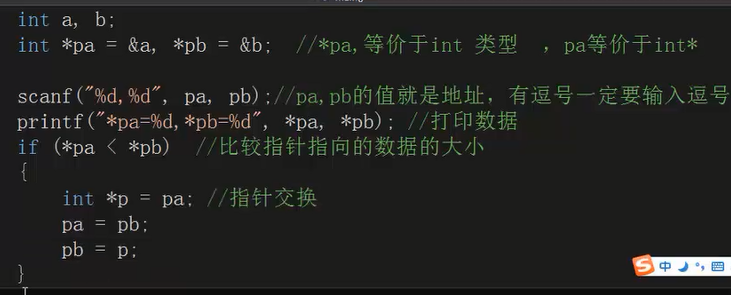 int a, b;
int *pa = &a, *pb = &b;  //*pa,等价于int 类型  ，pa等价于int*
scanf("%d,%d", pa, pb);//pa,pb的值就是地址，有逗号一定要输入逗号
printf("*pa=%d,*pb=%d", *pa, *pb); //打印数据
if (*pa < *pb)  //比较指针指向的数据的大小
{
int *p = pa; //指针交换
pa = pb;
pb = p;
}
S 中